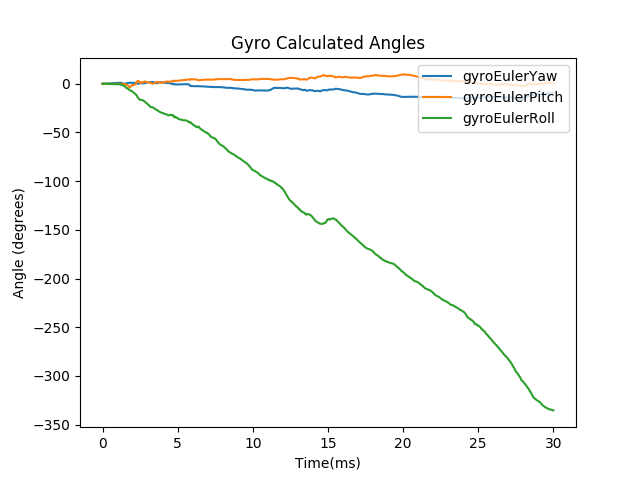 Gyro Calculated Angles
gyroEulerYaw
gyroEulerPitch
gyroEulerRoll
Angle (degrees)
0
−50
−100
−150
−200
−250
−300
−350
0 5 10 15 20 25 30
Time(ms)